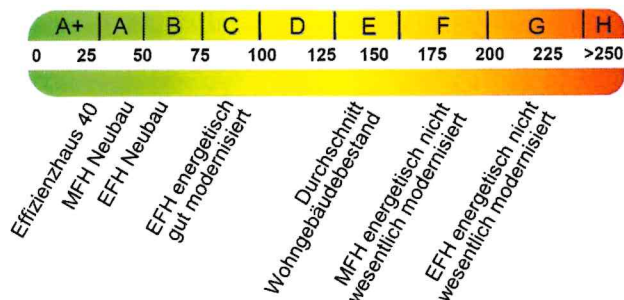 A+ A B C D E F G H
0 25 50 75 100 125 150 175 200 225 >250
Effizienzhaus 40
MFH Neubau
EFH Neubau
EFH energetisch
gut modernisiert
Durchschnitt
Wohngebäudebestand
MFH energetisch nicht
wesentlich modernisiert
EFH energetisch nicht
wesentlich modernisiert